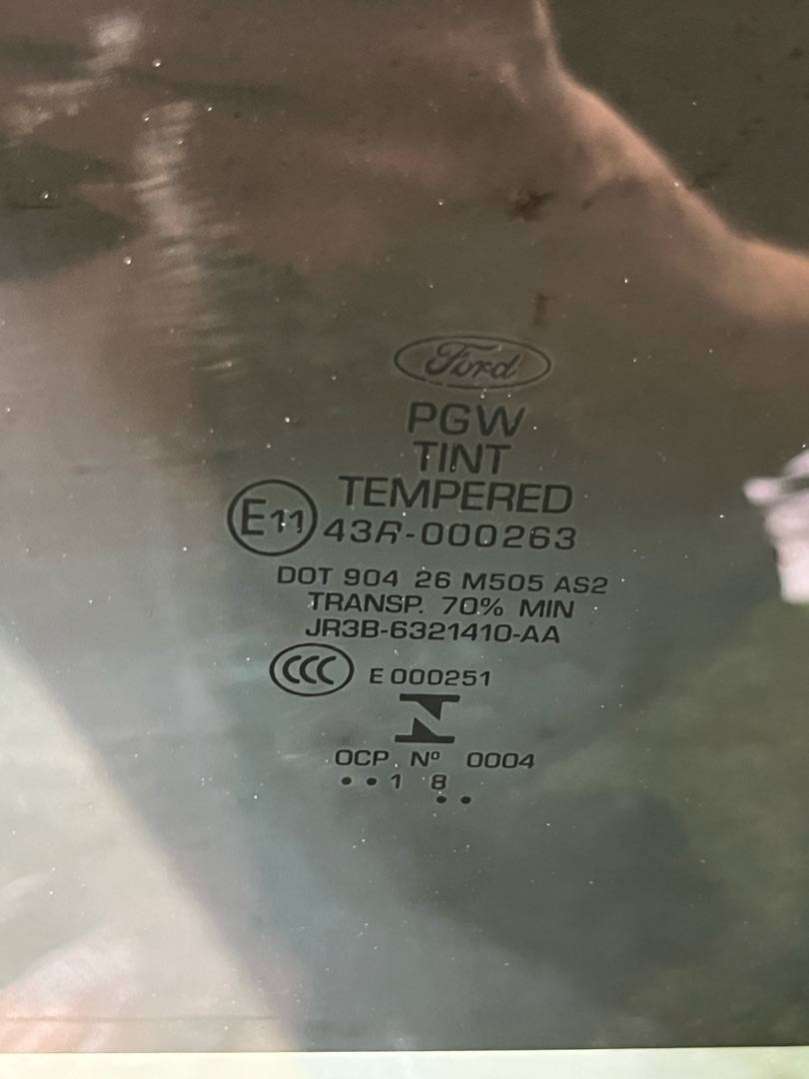 Ford
PGW
TINT
TEMPERED
E11 43R-000263
DOT 904 26 M505 AS2
TRANSP. 70% MIN
JR3B-6321410-AA
CCC E 000251
N
OCP. Nº 0004
• • 1 8
• •